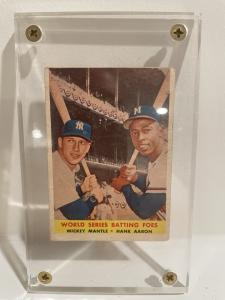 WORLD SERIES BATTING FOES
MICKEY MANTLE • HANK AARON